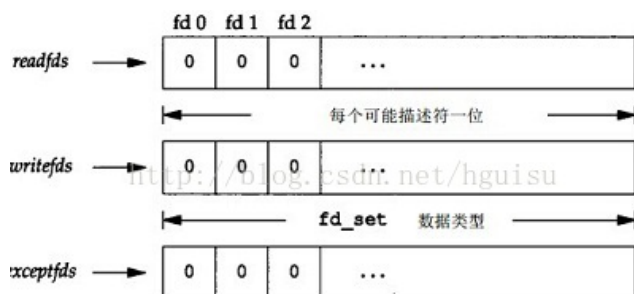 fd 0 fd 1 fd 2
readfds 0 0 0 ...
每个可能描述符一位
writefds 0 0 0 ...
http://blog.csdn.net/hguisu
fd_set 数据类型
exceptfds 0 0 0 ...